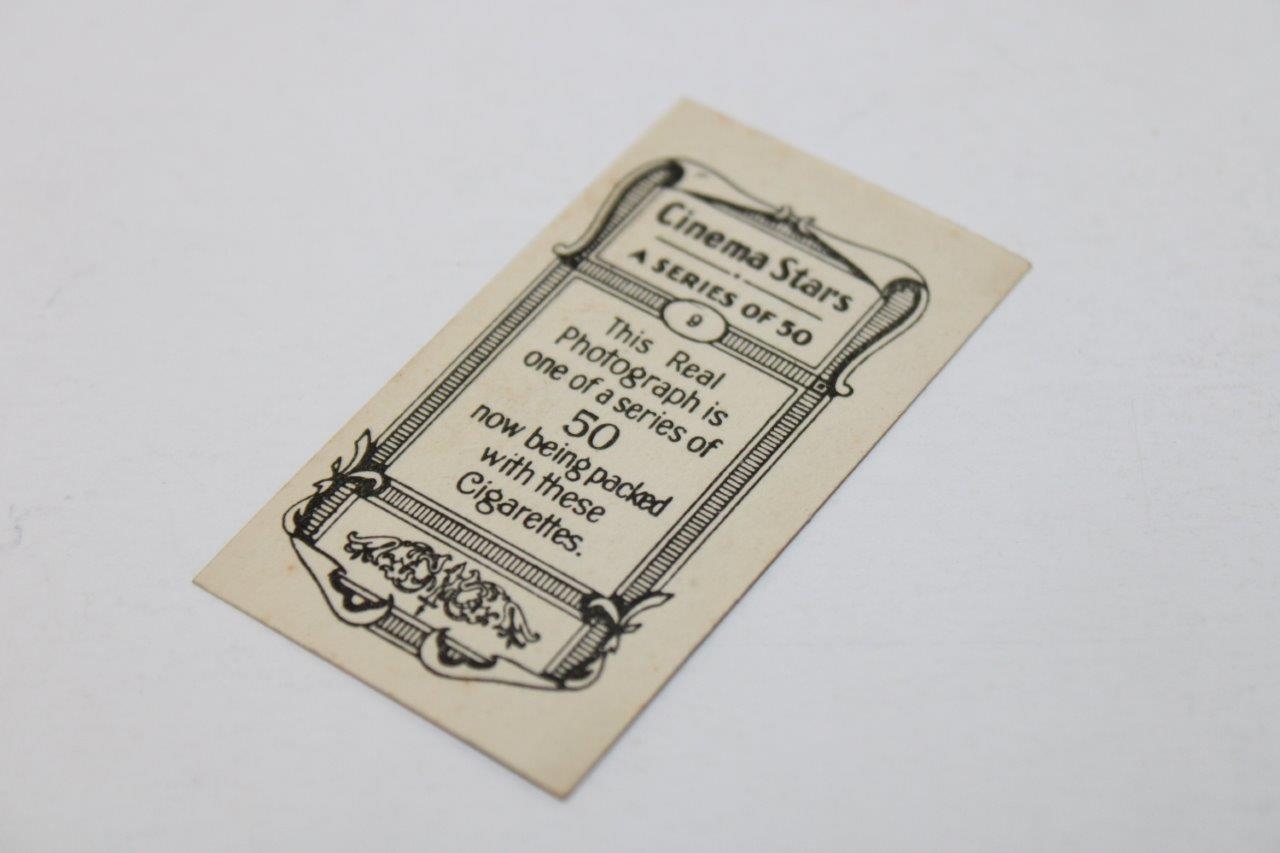 Cinema Stars
A SERIES OF 50
9
This Real
Photograph is
one of a series of
50
now being packed
with these
Cigarettes.